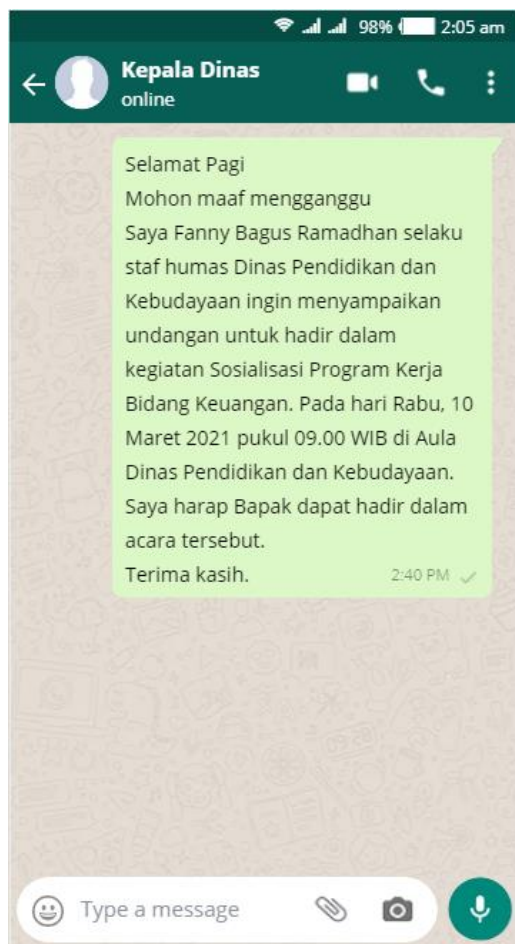 98% 2:05 am
Kepala Dinas
online
Selamat Pagi
Mohon maaf mengganggu
Saya Fanny Bagus Ramadhan selaku
staf humas Dinas Pendidikan dan
Kebudayaan ingin menyampaikan
undangan untuk hadir dalam
kegiatan Sosialisasi Program Kerja
Bidang Keuangan. Pada hari Rabu, 10
Maret 2021 pukul 09.00 WIB di Aula
Dinas Pendidikan dan Kebudayaan.
Saya harap Bapak dapat hadir dalam
acara tersebut.
Terima kasih. 2:40 PM
Type a message